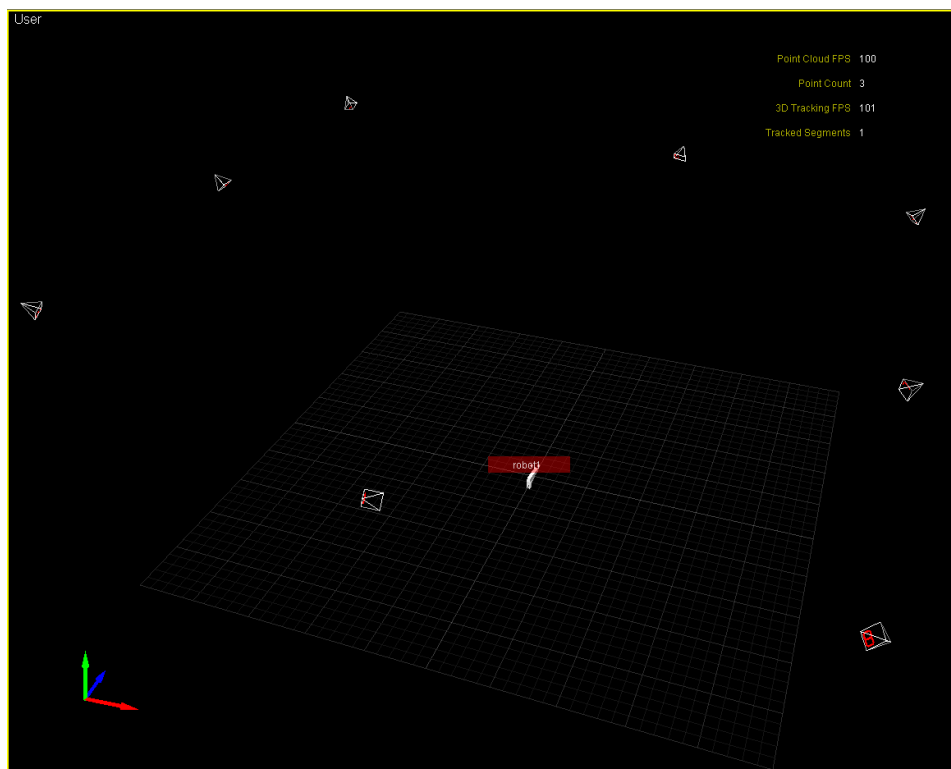 User
Point Cloud FPS 100
Point Count 3
3D Tracking FPS 101
Tracked Segments 1
robot1